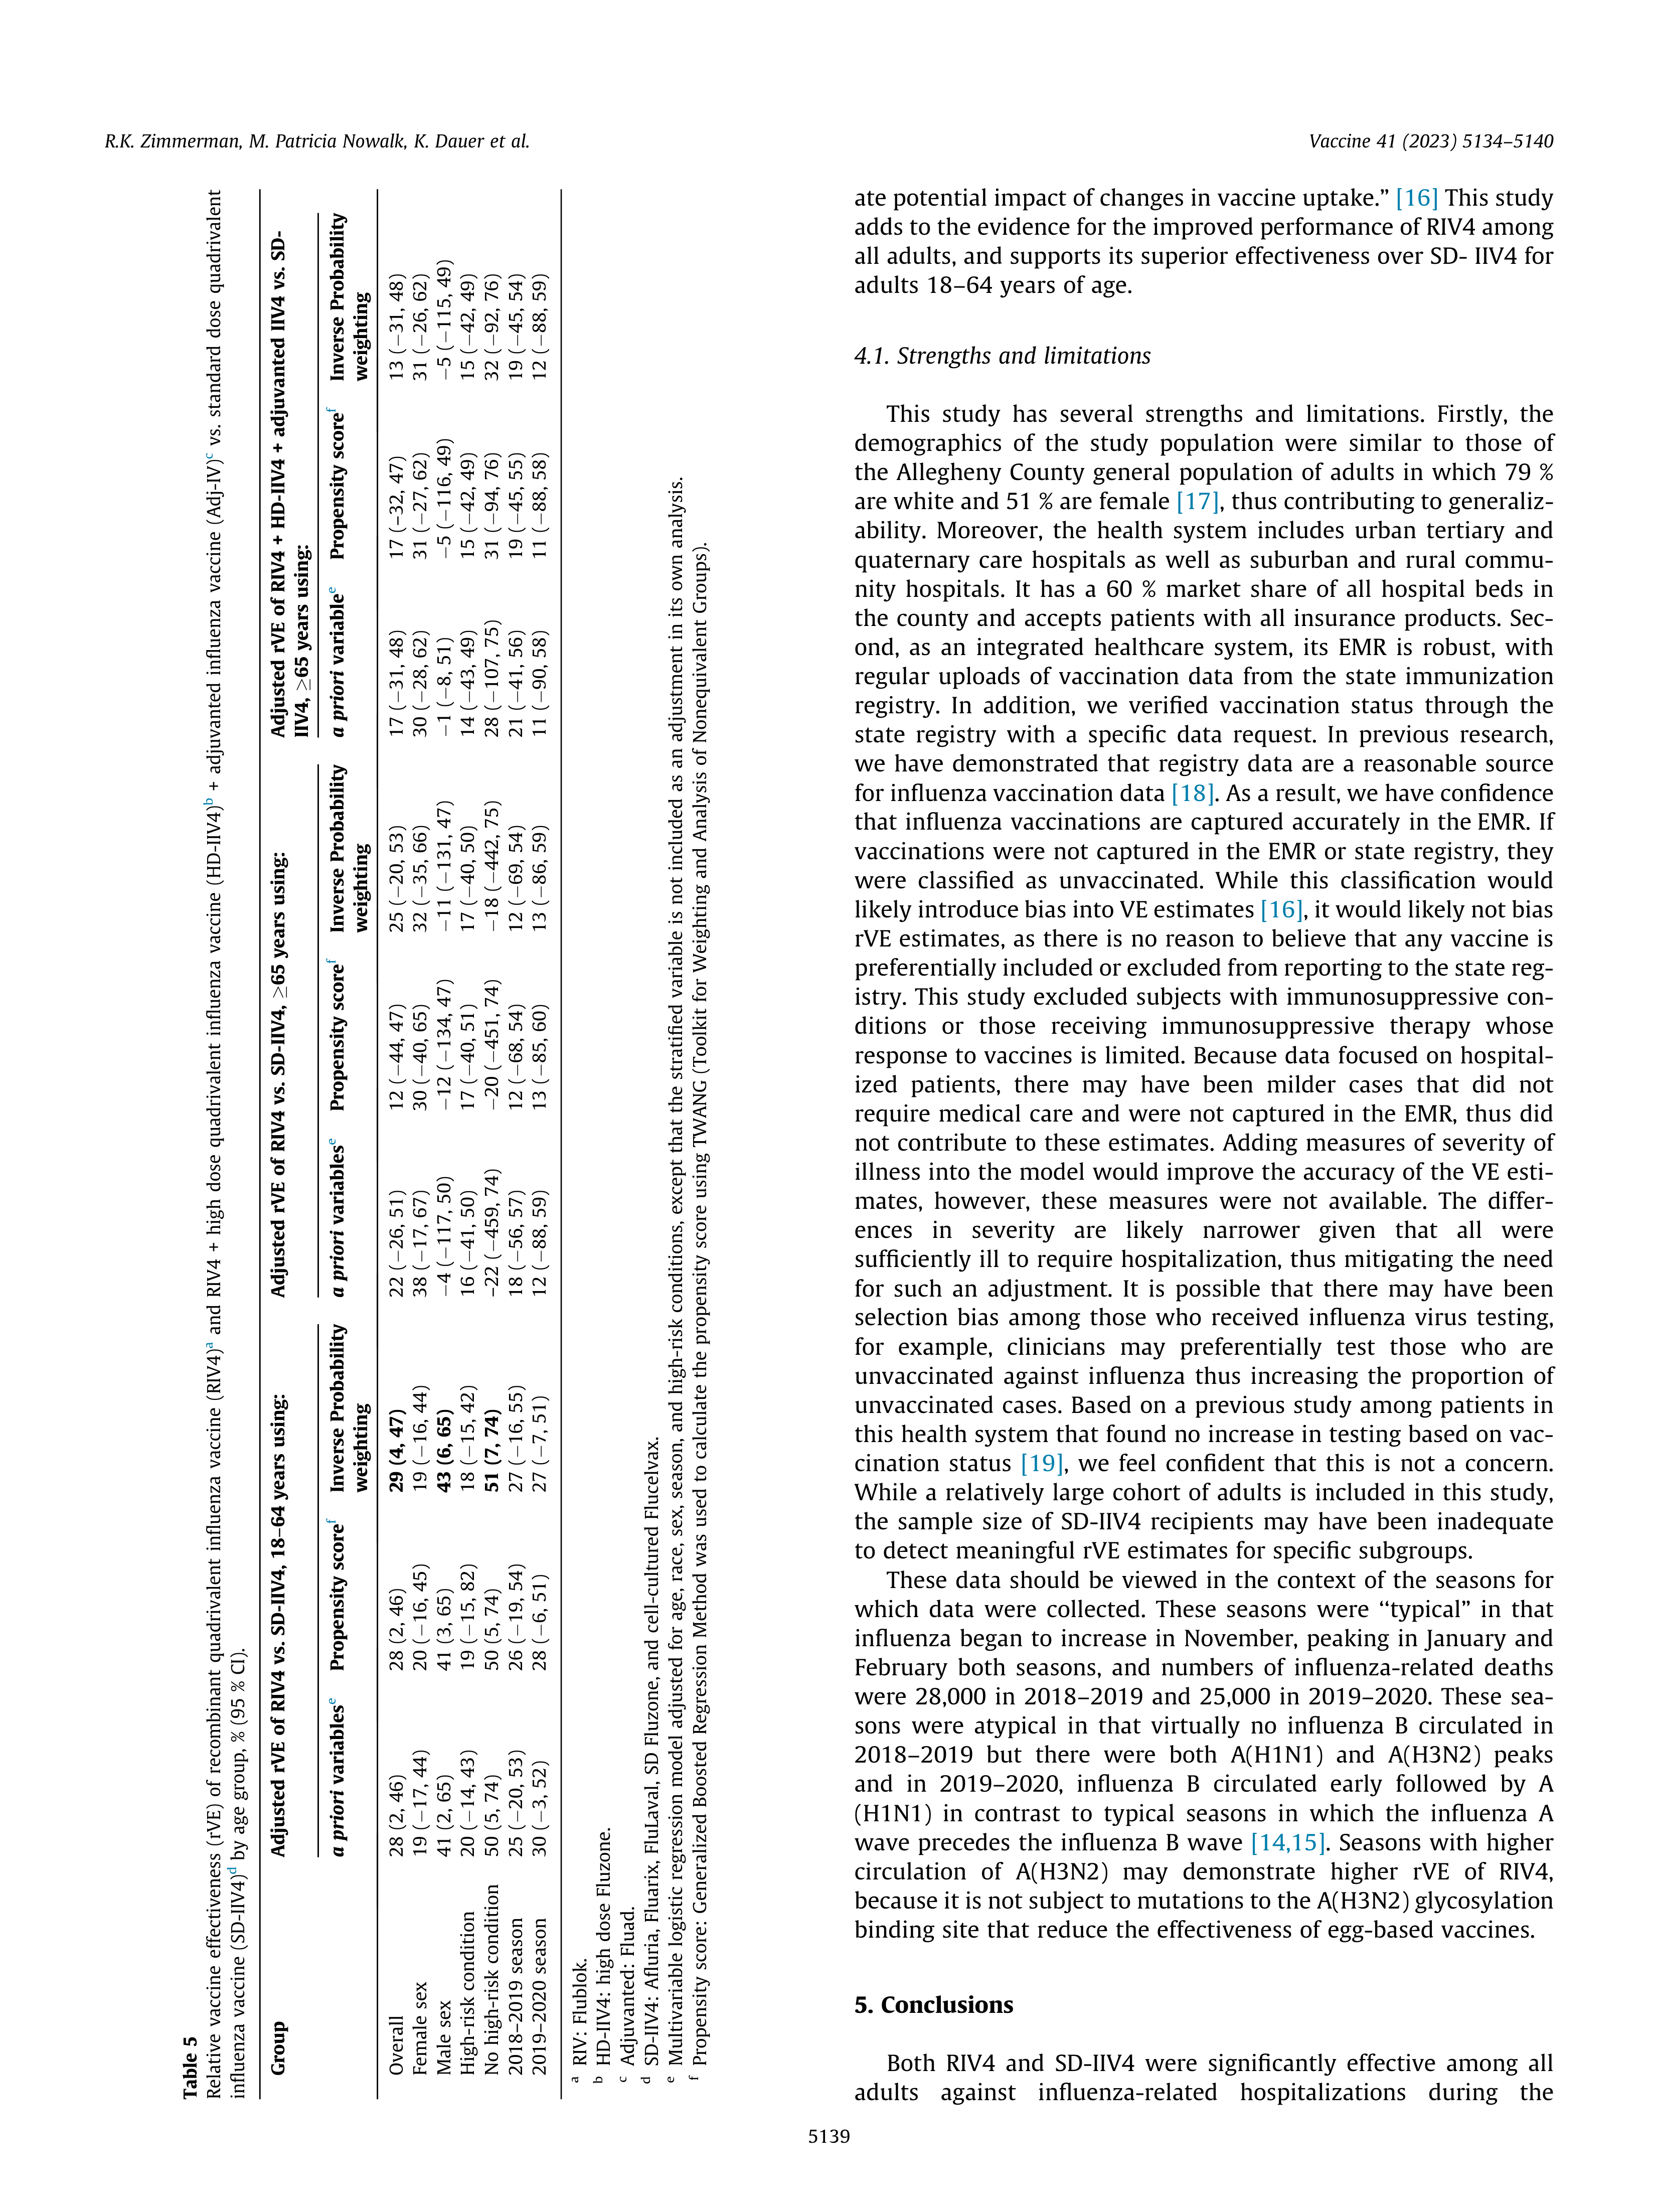 R.K. Zimmerman, M. Patricia Nowalk, K. Dauer et al.
Vaccine 41 (2023) 5134–5140
Table 5
Relative vaccine effectiveness (rVE) of recombinant quadrivalent influenza vaccine (RIV4)a and RIV4 + high dose quadrivalent influenza vaccine (HD-IIV4)b + adjuvanted influenza vaccine (Adj-IV)c vs. standard dose quadrivalent
influenza vaccine (SD-IIV4)d by age group, % (95 % CI).
Group Adjusted rVE of RIV4 vs. SD-IIV4, 18–64 years using: Adjusted rVE of RIV4 vs. SD-IIV4, ≥65 years using: Adjusted rVE of RIV4 + HD-IIV4 + adjuvanted IIV4 vs. SD-
IIV4, ≥65 years using:
a priori variablese Propensity scoref Inverse Probability a priori variablese Propensity scoref Inverse Probability a priori variablee Propensity scoref Inverse Probability
weighting weighting weighting
Overall 28 (2, 46) 28 (2, 46) 29 (4, 47) 22 (−26, 51) 12 (−44, 47) 25 (−20, 53) 17 (−31, 48) 17 (–32, 47) 13 (−31, 48)
Female sex 19 (−17, 44) 20 (−16, 45) 19 (−16, 44) 38 (−17, 67) 30 (−40, 65) 32 (−35, 66) 30 (−28, 62) 31 (−27, 62) 31 (−26, 62)
Male sex 41 (2, 65) 41 (3, 65) 43 (6, 65) −4 (−117, 50) −12 (−134, 47) −11 (−131, 47) −1 (−8, 51) −5 (−116, 49) −5 (−115, 49)
High-risk condition 20 (−14, 43) 19 (−15, 82) 18 (−15, 42) 16 (−41, 50) 17 (−40, 51) 17 (−40, 50) 14 (−43, 49) 15 (−42, 49) 15 (−42, 49)
No high-risk condition 50 (5, 74) 50 (5, 74) 51 (7, 74) –22 (−459, 74) −20 (−451, 74) −18 (−442, 75) 28 (−107, 75) 31 (−94, 76) 32 (−92, 76)
2018–2019 season 25 (−20, 53) 26 (−19, 54) 27 (−16, 55) 18 (−56, 57) 12 (−68, 54) 12 (−69, 54) 21 (−41, 56) 19 (−45, 55) 19 (−45, 54)
2019–2020 season 30 (−3, 52) 28 (−6, 51) 27 (−7, 51) 12 (−88, 59) 13 (−85, 60) 13 (−86, 59) 11 (−90, 58) 11 (−88, 58) 12 (−88, 59)
a RIV: Flublok.
b HD-IIV4: high dose Fluzone.
c Adjuvanted: Fluad.
d SD-IIV4: Afluria, Fluarix, FluLaval, SD Fluzone, and cell-cultured Flucelvax.
e Multivariable logistic regression model adjusted for age, race, sex, season, and high-risk conditions, except that the stratified variable is not included as an adjustment in its own analysis.
f Propensity score: Generalized Boosted Regression Method was used to calculate the propensity score using TWANG (Toolkit for Weighting and Analysis of Nonequivalent Groups).
ate potential impact of changes in vaccine uptake.” [16] This study
adds to the evidence for the improved performance of RIV4 among
all adults, and supports its superior effectiveness over SD- IIV4 for
adults 18–64 years of age.
4.1. Strengths and limitations
This study has several strengths and limitations. Firstly, the
demographics of the study population were similar to those of
the Allegheny County general population of adults in which 79 %
are white and 51 % are female [17], thus contributing to generaliz-
ability. Moreover, the health system includes urban tertiary and
quaternary care hospitals as well as suburban and rural commu-
nity hospitals. It has a 60 % market share of all hospital beds in
the county and accepts patients with all insurance products. Sec-
ond, as an integrated healthcare system, its EMR is robust, with
regular uploads of vaccination data from the state immunization
registry. In addition, we verified vaccination status through the
state registry with a specific data request. In previous research,
we have demonstrated that registry data are a reasonable source
for influenza vaccination data [18]. As a result, we have confidence
that influenza vaccinations are captured accurately in the EMR. If
vaccinations were not captured in the EMR or state registry, they
were classified as unvaccinated. While this classification would
likely introduce bias into VE estimates [16], it would likely not bias
rVE estimates, as there is no reason to believe that any vaccine is
preferentially included or excluded from reporting to the state reg-
istry. This study excluded subjects with immunosuppressive con-
ditions or those receiving immunosuppressive therapy whose
response to vaccines is limited. Because data focused on hospital-
ized patients, there may have been milder cases that did not
require medical care and were not captured in the EMR, thus did
not contribute to these estimates. Adding measures of severity of
illness into the model would improve the accuracy of the VE esti-
mates, however, these measures were not available. The differ-
ences in severity are likely narrower given that all were
sufficiently ill to require hospitalization, thus mitigating the need
for such an adjustment. It is possible that there may have been
selection bias among those who received influenza virus testing,
for example, clinicians may preferentially test those who are
unvaccinated against influenza thus increasing the proportion of
unvaccinated cases. Based on a previous study among patients in
this health system that found no increase in testing based on vac-
cination status [19], we feel confident that this is not a concern.
While a relatively large cohort of adults is included in this study,
the sample size of SD-IIV4 recipients may have been inadequate
to detect meaningful rVE estimates for specific subgroups.
These data should be viewed in the context of the seasons for
which data were collected. These seasons were ‘‘typical” in that
influenza began to increase in November, peaking in January and
February both seasons, and numbers of influenza-related deaths
were 28,000 in 2018–2019 and 25,000 in 2019–2020. These sea-
sons were atypical in that virtually no influenza B circulated in
2018–2019 but there were both A(H1N1) and A(H3N2) peaks
and in 2019–2020, influenza B circulated early followed by A
(H1N1) in contrast to typical seasons in which the influenza A
wave precedes the influenza B wave [14,15]. Seasons with higher
circulation of A(H3N2) may demonstrate higher rVE of RIV4,
because it is not subject to mutations to the A(H3N2) glycosylation
binding site that reduce the effectiveness of egg-based vaccines.
5. Conclusions
Both RIV4 and SD-IIV4 were significantly effective among all
adults against influenza-related hospitalizations during the
5139